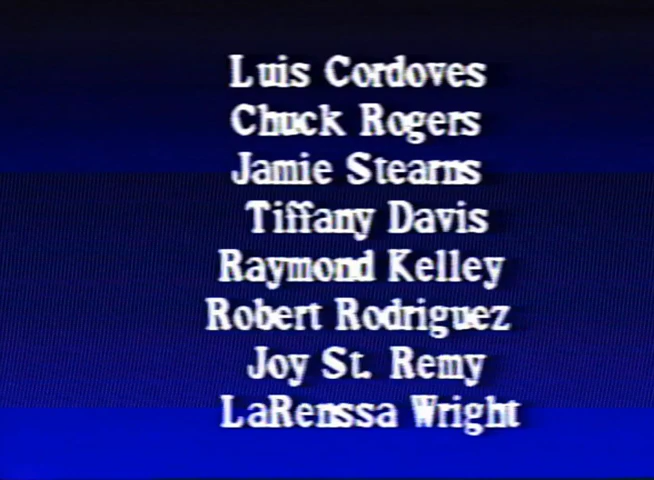 Luis Cordoves
Chuck Rogers
Jamie Stearns
Tiffany Davis
Raymond Kelley
Robert Rodriguez
Joy St. Remy
LaRenssa Wright